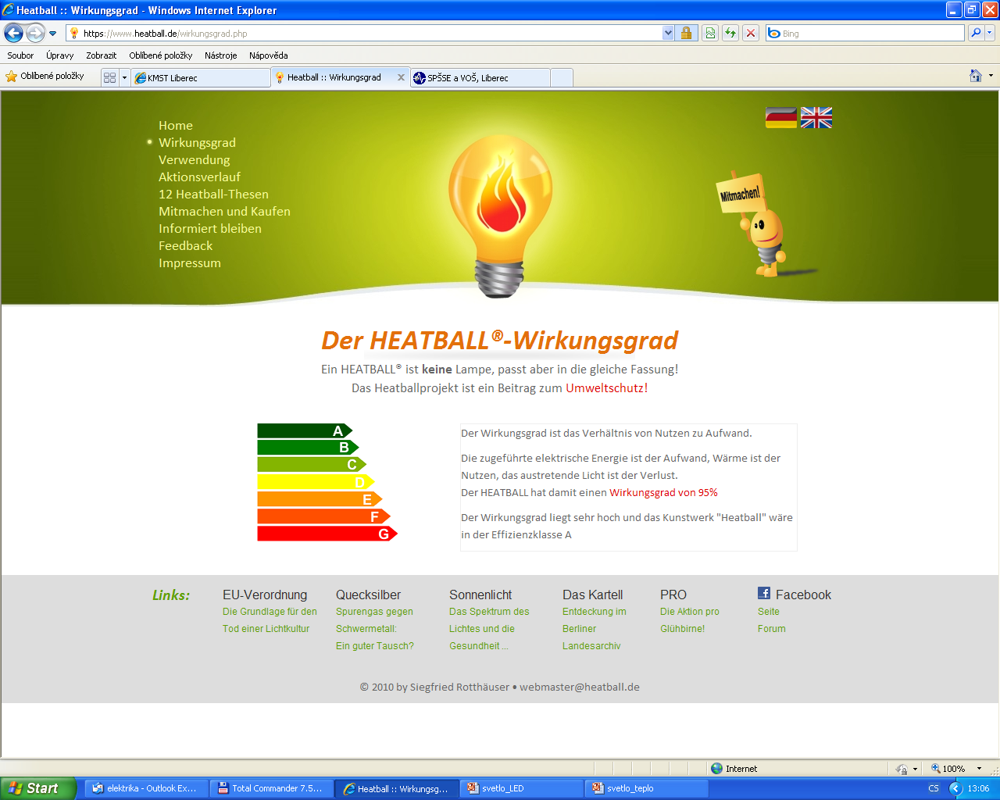 Heatball :: Wirkungsgrad - Windows Internet Explorer
https://www.heatball.de/wirkungsgrad.php
Bing
Soubor Úpravy Zobrazit Oblíbené položky Nástroje Nápověda
Oblíbené položky
KMST Liberec
Heatball :: Wirkungsgrad
SPŠSE a VOŠ, Liberec
Home
Wirkungsgrad
Verwendung
Aktionsverlauf
12 Heatball-Thesen
Mitmachen und Kaufen
Informiert bleiben
Feedback
Impressum
Mitmachen!
Der HEATBALL®-Wirkungsgrad
Ein HEATBALL® ist keine Lampe, passt aber in die gleiche Fassung!
Das Heatballprojekt ist ein Beitrag zum Umweltschutz!
A
B
C
D
E
F
G
Der Wirkungsgrad ist das Verhältnis von Nutzen zu Aufwand.
Die zugeführte elektrische Energie ist der Aufwand, Wärme ist der
Nutzen, das austretende Licht ist der Verlust.
Der HEATBALL hat damit einen Wirkungsgrad von 95%
Der Wirkungsgrad liegt sehr hoch und das Kunstwerk "Heatball" wäre
in der Effizienzklasse A
Links:
EU-Verordnung
Die Grundlage für den
Tod einer Lichtkultur
Quecksilber
Spurengas gegen
Schwermetall:
Ein guter Tausch?
Sonnenlicht
Das Spektrum des
Lichtes und die
Gesundheit ...
Das Kartell
Entdeckung im
Berliner
Landesarchiv
PRO
Die Aktion pro
Glühbirne!
Facebook
Seite
Forum
© 2010 by Siegfried Rotthäuser • webmaster@heatball.de
Internet
100%
Start
elektrika - Outlook Ex...
Total Commander 7.5...
Heatball :: Wirkungsg...
svetlo_LED
svetlo_teplo
CS
13:06